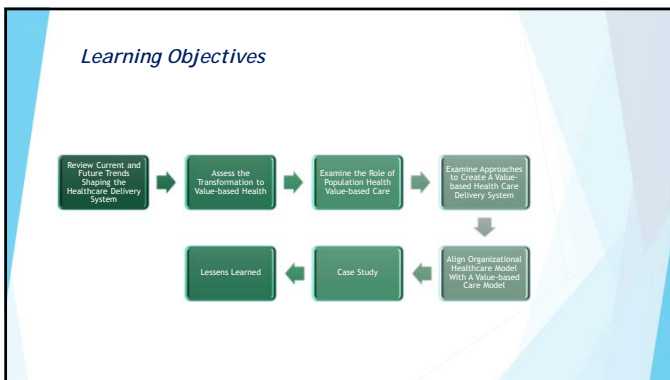 Learning Objectives
Review Current and
Future Trends
Shaping the
Healthcare Delivery
System
Assess the
Transformation to
Value-based Health
Examine the Role of
Population Health
Value-based Care
Examine Approaches
to Create A Value-
based Health Care
Delivery System
Align Organizational
Healthcare Model
With A Value-based
Care Model
Case Study
Lessens Learned